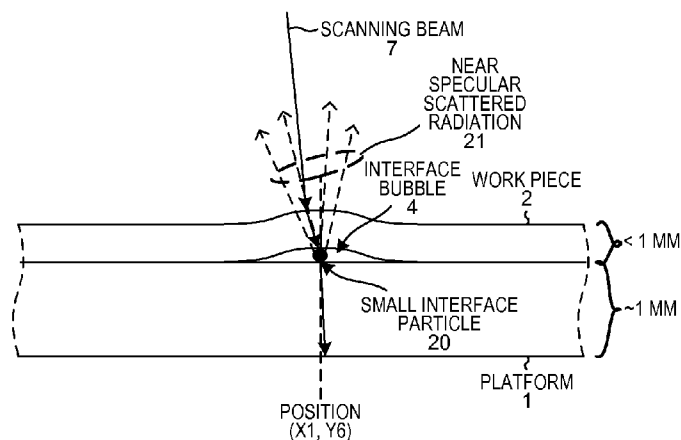 SCANNING BEAM
7
NEAR
SPECULAR
SCATTERED
RADIATION
21
INTERFACE
BUBBLE
4
WORK PIECE
2
< 1 MM
~1 MM
SMALL INTERFACE
PARTICLE
20
PLATFORM
1
POSITION
(X1, Y6)